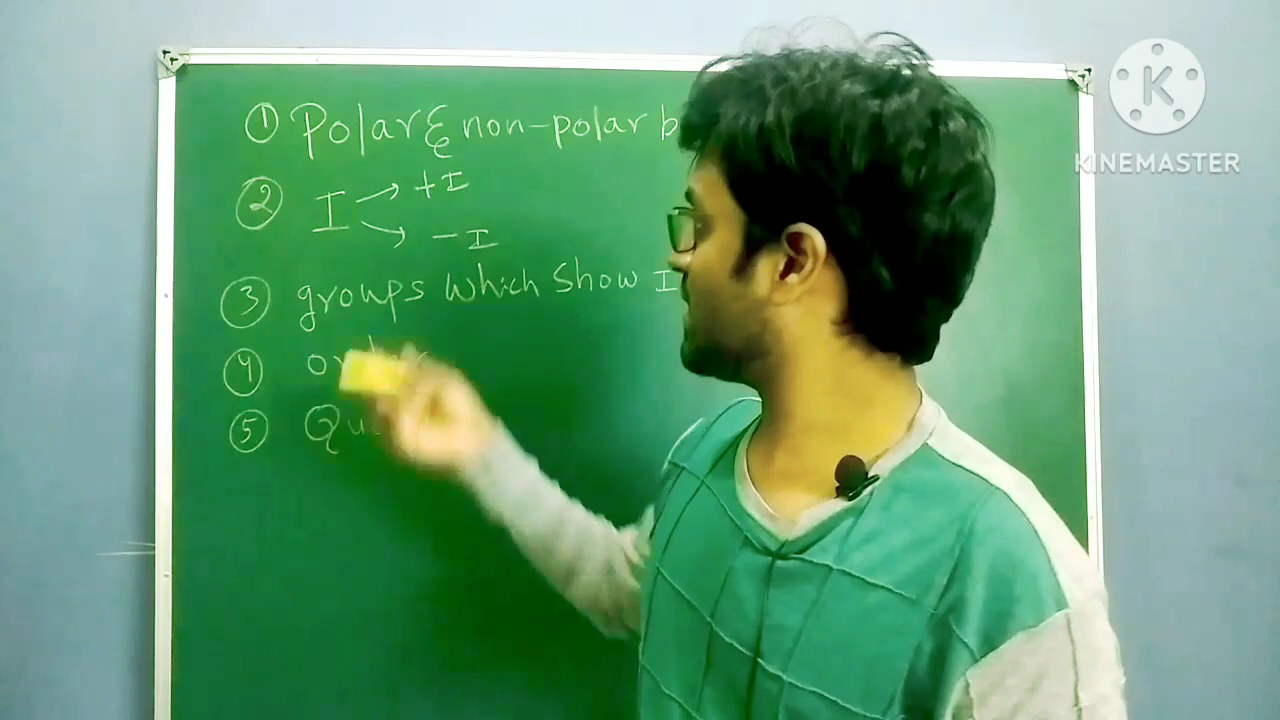 ① Polar & non-polar b
② I → +I
→ -I
③ groups which show I
④
⑤
K
KINEMASTER